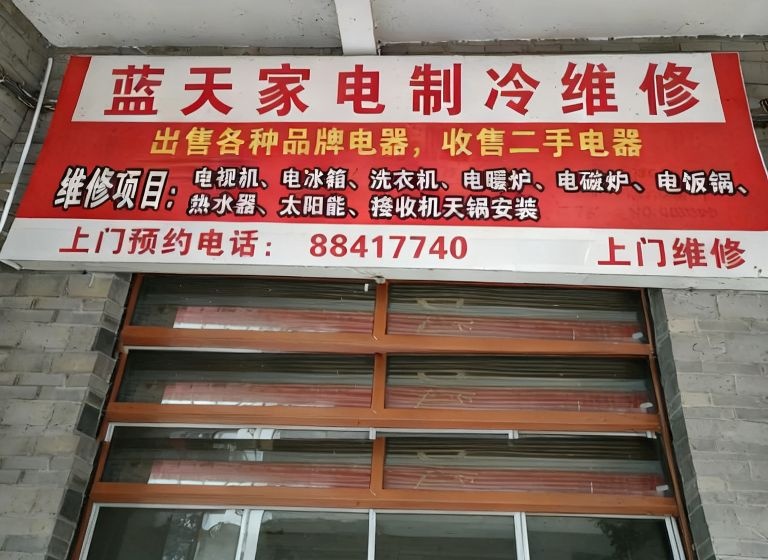 蓝天家电制冷维修
出售各种品牌电器，收售二手电器
维修项目：电视机、电冰箱、洗衣机、电暖炉、电磁炉、电饭锅、
热水器、太阳能、接收机天锅安装
上门预约电话： 88417740 上门维修